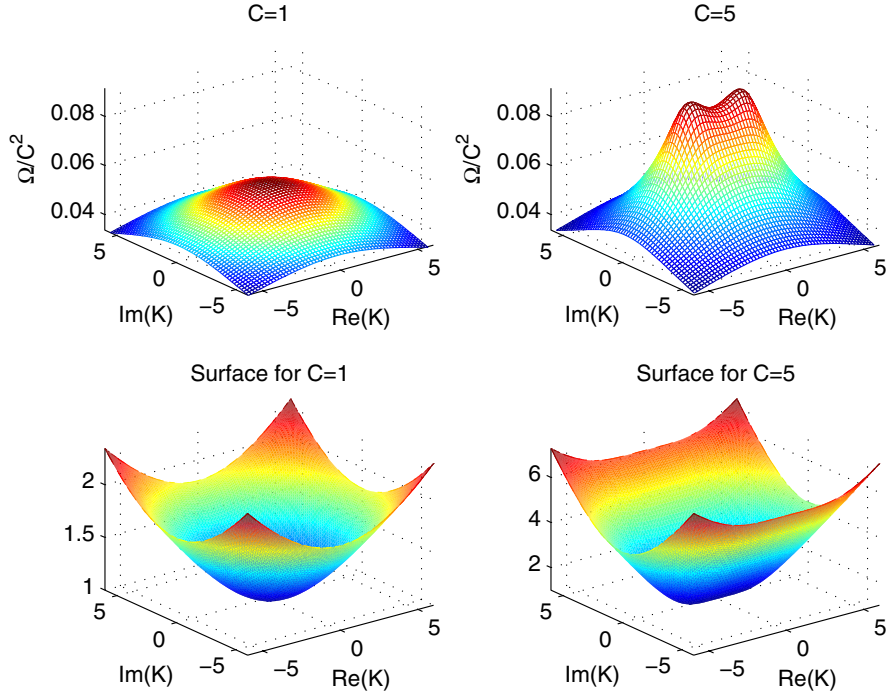 C=1
Ω/C²
0.08
0.06
0.04
5
0
−5
Im(K)
−5
0
5
Re(K)
C=5
Ω/C²
0.08
0.06
0.04
5
0
−5
Im(K)
−5
0
5
Re(K)
Surface for C=1
2
1.5
1
5
0
−5
Im(K)
−5
0
5
Re(K)
Surface for C=5
6
4
2
5
0
−5
Im(K)
−5
0
5
Re(K)